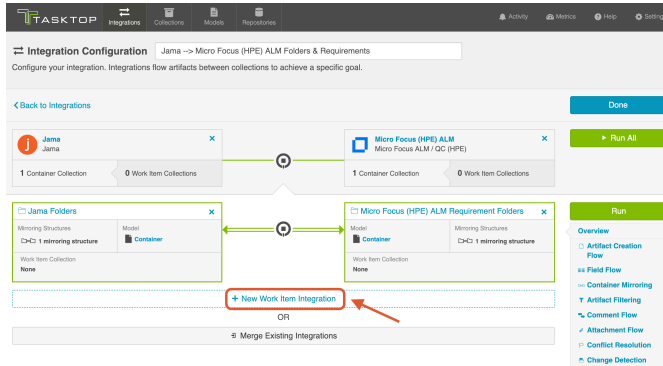 TASKTOP
Integrations
Collections
Models
Repositories
Activity
Metrics
Help
Setting
Integration Configuration
Jama --> Micro Focus (HPE) ALM Folders & Requirements
Configure your integration. Integrations flow artifacts between collections to achieve a specific goal.
Back to Integrations
Done
j
Jama
Jama
Micro Focus (HPE) ALM
Micro Focus ALM / QC (HPE)
Run All
1 Container Collection
0 Work Item Collections
1 Container Collection
0 Work Item Collections
Jama Folders
Micro Focus (HPE) ALM Requirement Folders
Run
Mirroring Structures
Model
1 mirroring structure
Container
Work Item Collection
None
Model
Mirroring Structures
Container
1 mirroring structure
Work Item Collection
None
Overview
Artifact Creation
Flow
Field Flow
Container Mirroring
Artifact Filtering
Comment Flow
Attachment Flow
Conflict Resolution
Change Detection
+ New Work Item Integration
OR
Merge Existing Integrations